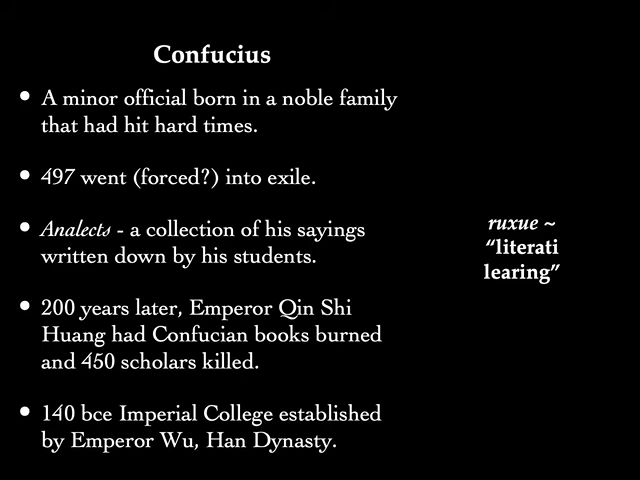 Confucius
• A minor official born in a noble family
that had hit hard times.
• 497 went (forced?) into exile.
• Analects - a collection of his sayings
written down by his students.
• 200 years later, Emperor Qin Shi
Huang had Confucian books burned
and 450 scholars killed.
• 140 bce Imperial College established
by Emperor Wu, Han Dynasty.
ruxue ~
“literati
learing”